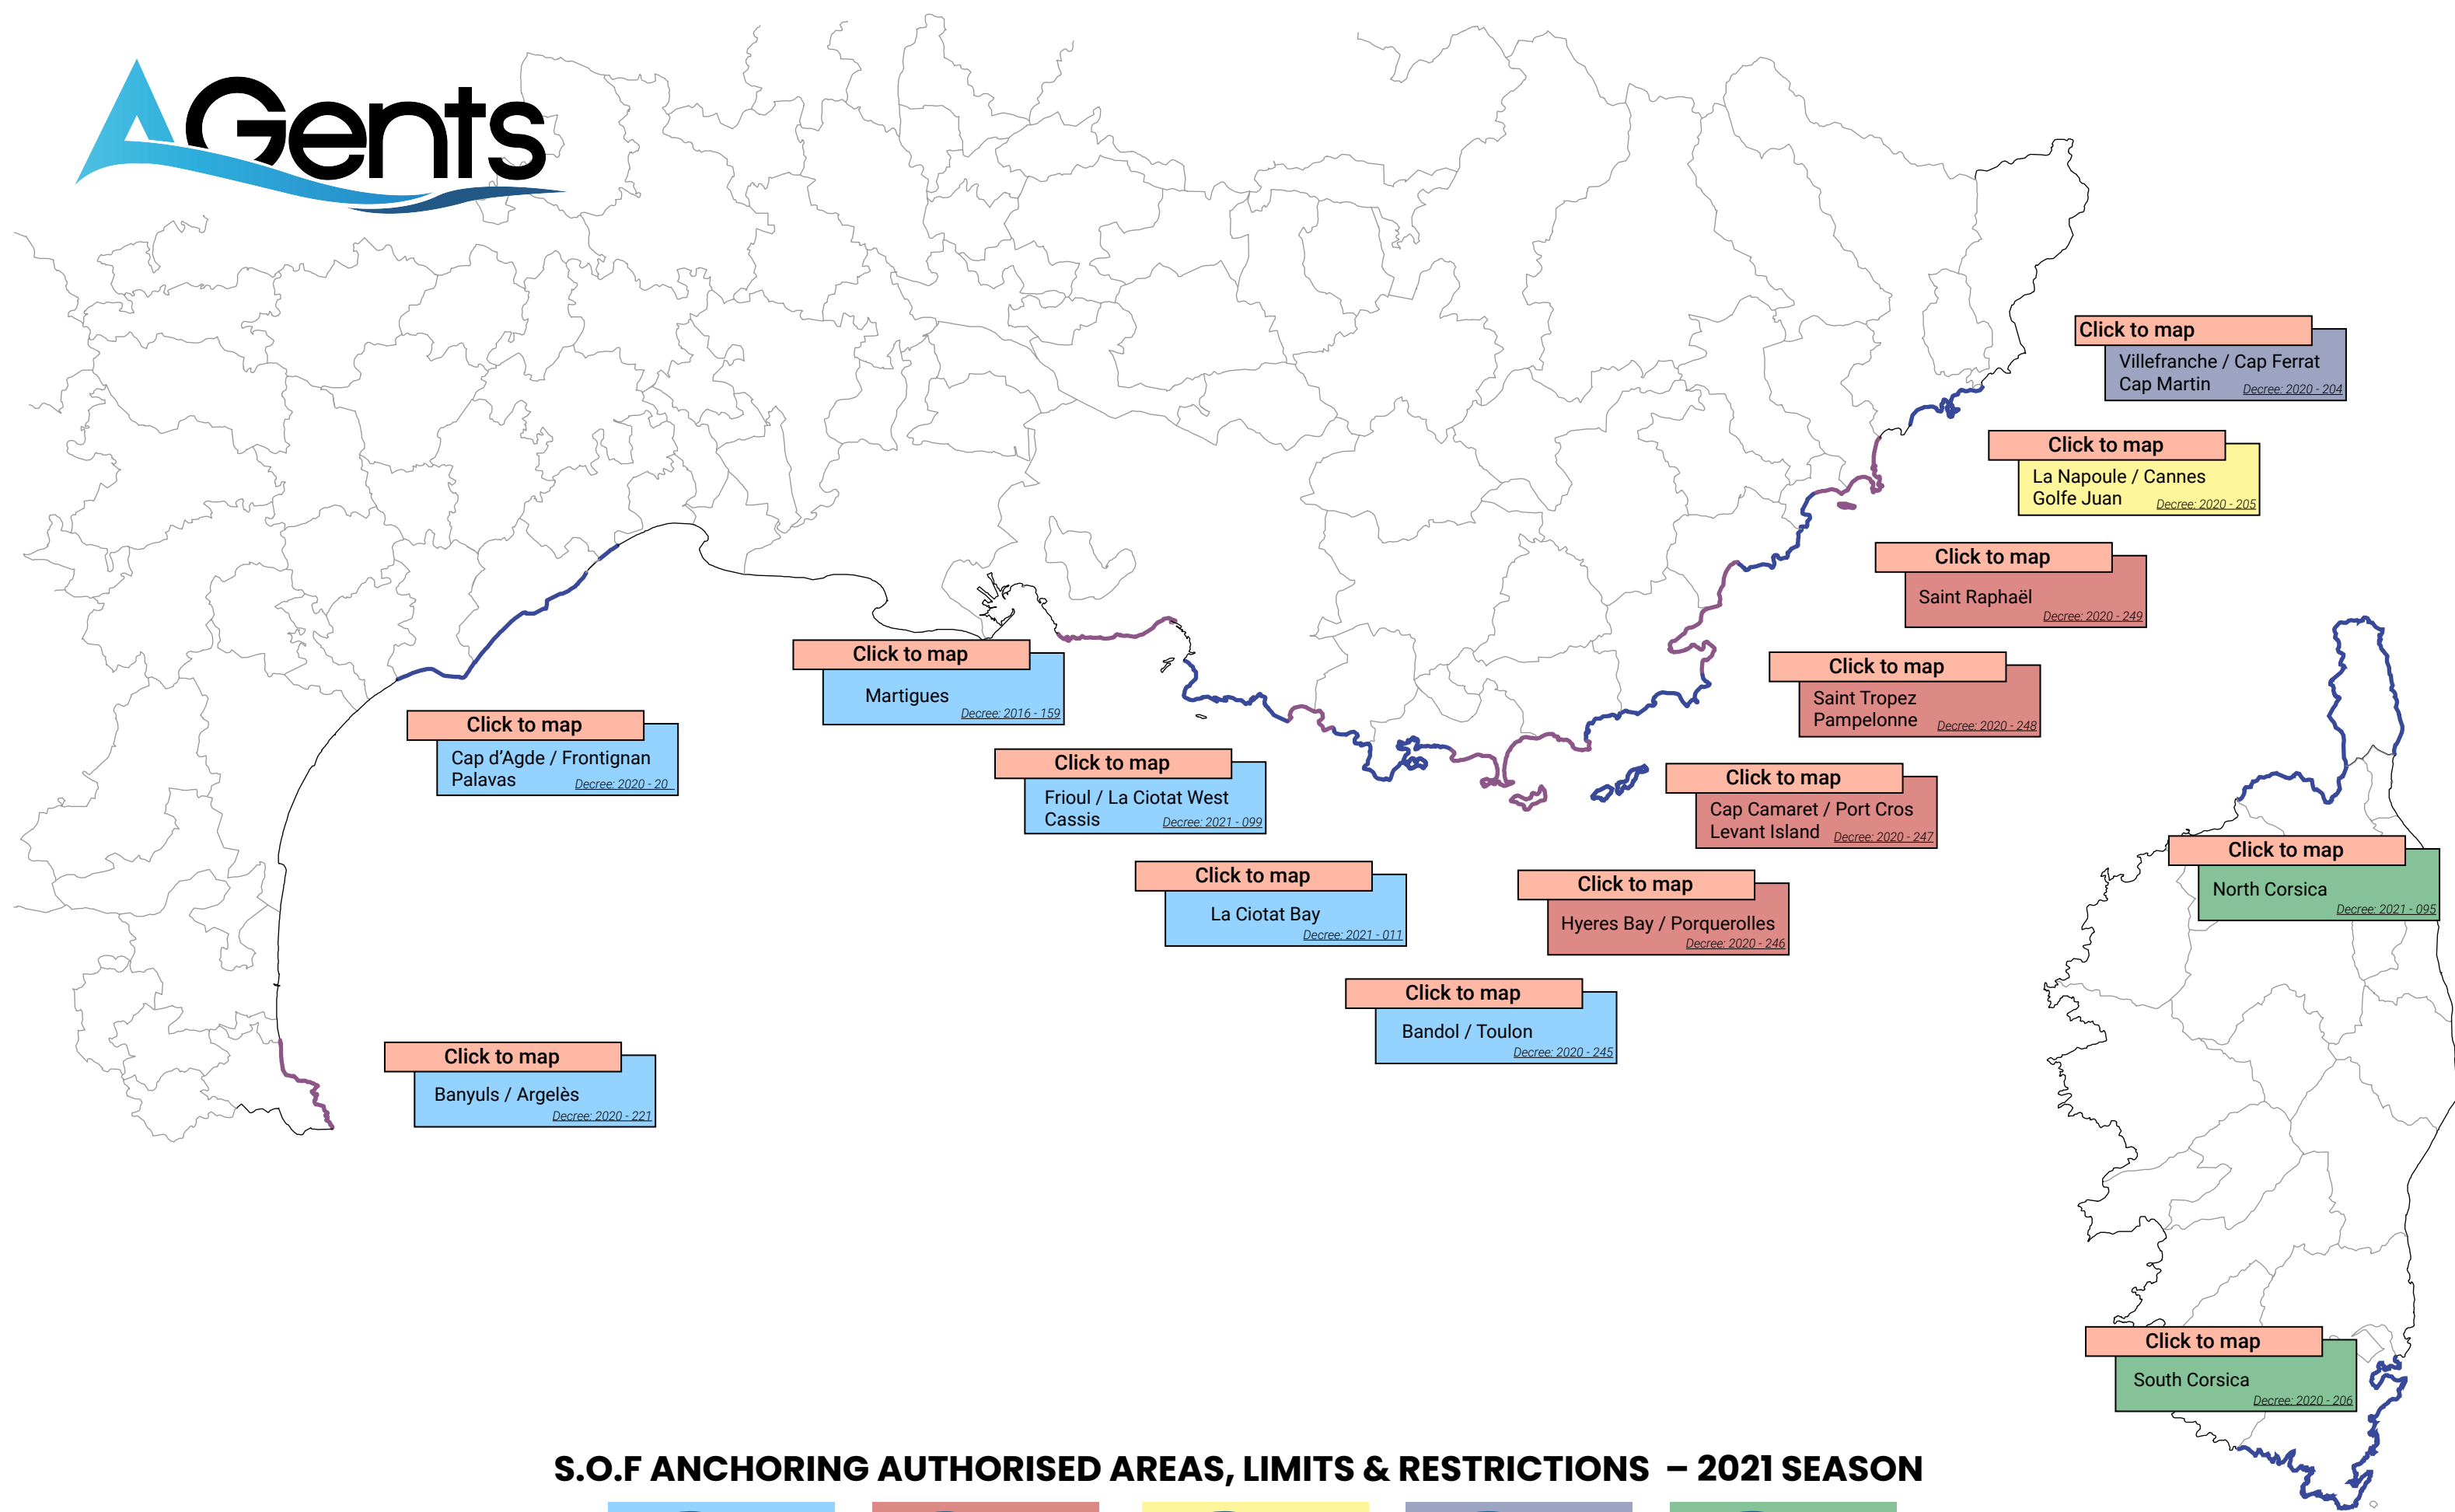 AGents
Click to map
Villefranche / Cap Ferrat
Cap Martin
Decree: 2020 - 204
Click to map
La Napoule / Cannes
Golfe Juan
Decree: 2020 - 205
Click to map
Saint Raphaël
Decree: 2020 - 249
Click to map
Martigues
Decree: 2016 - 159
Click to map
Saint Tropez
Pampelonne
Decree: 2020 - 248
Click to map
Cap d'Agde / Frontignan
Palavas
Decree: 2020 - 20
Click to map
Frioul / La Ciotat West
Cassis
Decree: 2021 - 099
Click to map
Cap Camaret / Port Cros
Levant Island
Decree: 2020 - 247
Click to map
North Corsica
Decree: 2021 - 095
Click to map
La Ciotat Bay
Decree: 2021 - 011
Click to map
Hyeres Bay / Porquerolles
Decree: 2020 - 246
Click to map
Bandol / Toulon
Decree: 2020 - 245
Click to map
Banyuls / Argelès
Decree: 2020 - 221
Click to map
South Corsica
Decree: 2020 - 206
S.O.F ANCHORING AUTHORISED AREAS, LIMITS & RESTRICTIONS – 2021 SEASON